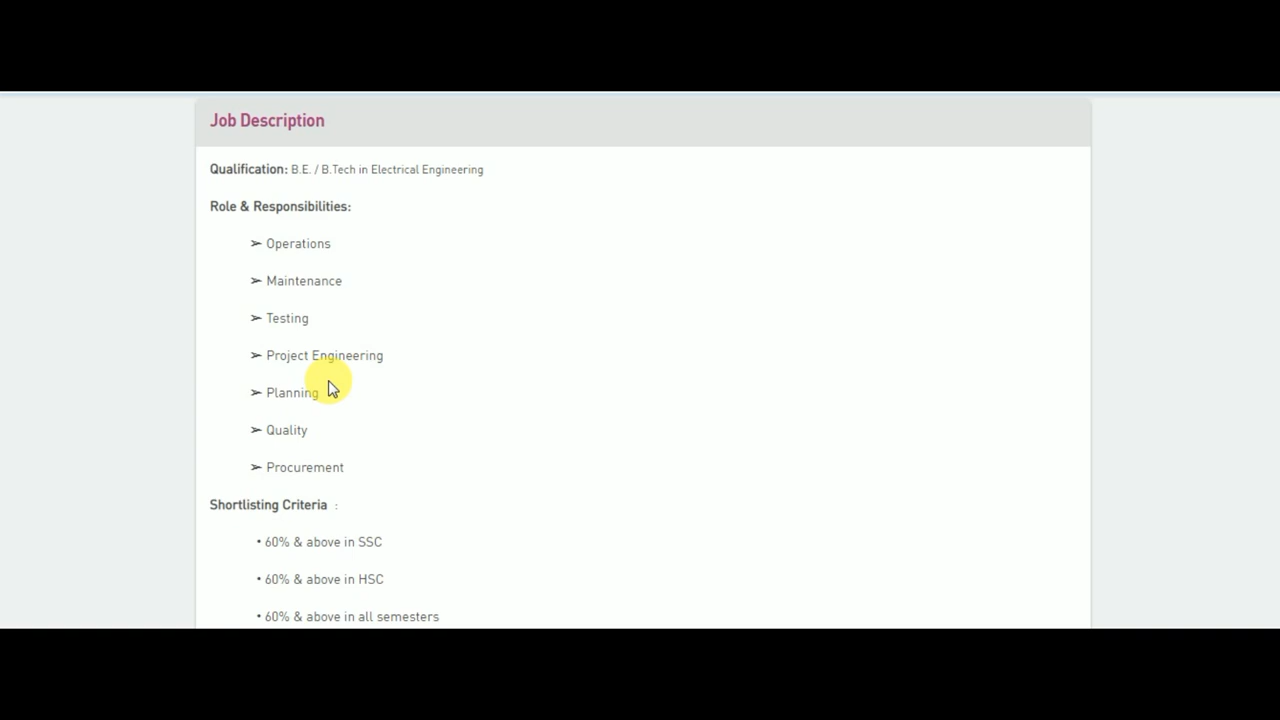 Job Description
Qualification: B.E. / B.Tech in Electrical Engineering
Role & Responsibilities:
➢ Operations
➢ Maintenance
➢ Testing
➢ Project Engineering
➢ Planning
➢ Quality
➢ Procurement
Shortlisting Criteria :
• 60% & above in SSC
• 60% & above in HSC
• 60% & above in all semesters